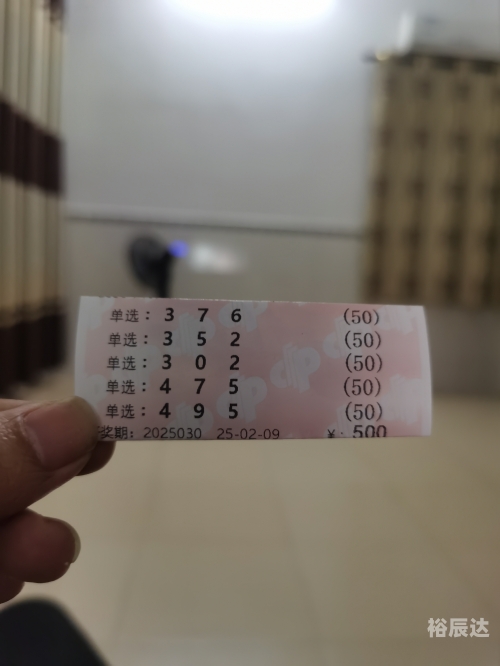 单选：3 7 6 (50)
单选：3 5 2 (50)
单选：3 0 2 (50)
单选：4 7 5 (50)
单选：4 9 5 (50)
奖期：2025030 25-02-09 ￥：500
裕辰达